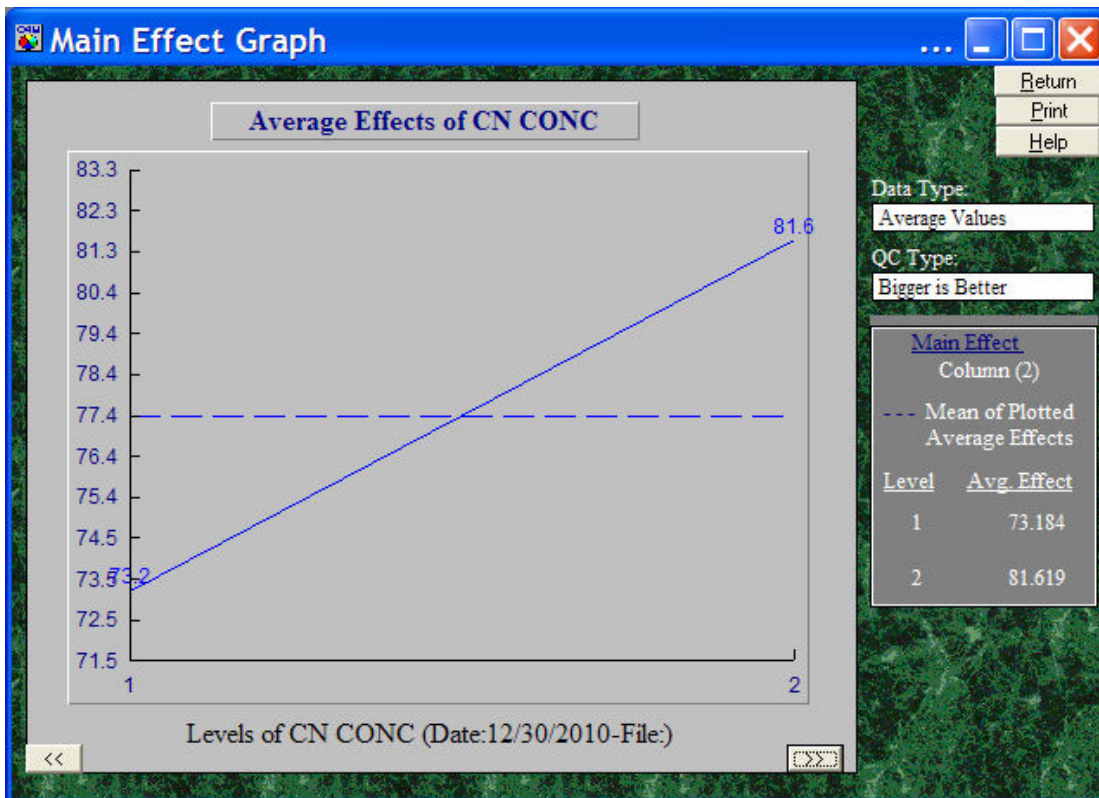 Main Effect Graph
...
Return
Print
Help
Average Effects of CN CONC
83.3
82.3
81.3
80.4
79.4
78.4
77.4
76.4
75.4
74.5
73.5
72.5
71.5
81.6
73.2
1
2
Levels of CN CONC (Date:12/30/2010-File:)
<<
>>
Data Type:
Average Values
QC Type:
Bigger is Better
Main Effect
Column (2)
--- Mean of Plotted
Average Effects
Level Avg. Effect
1 73.184
2 81.619